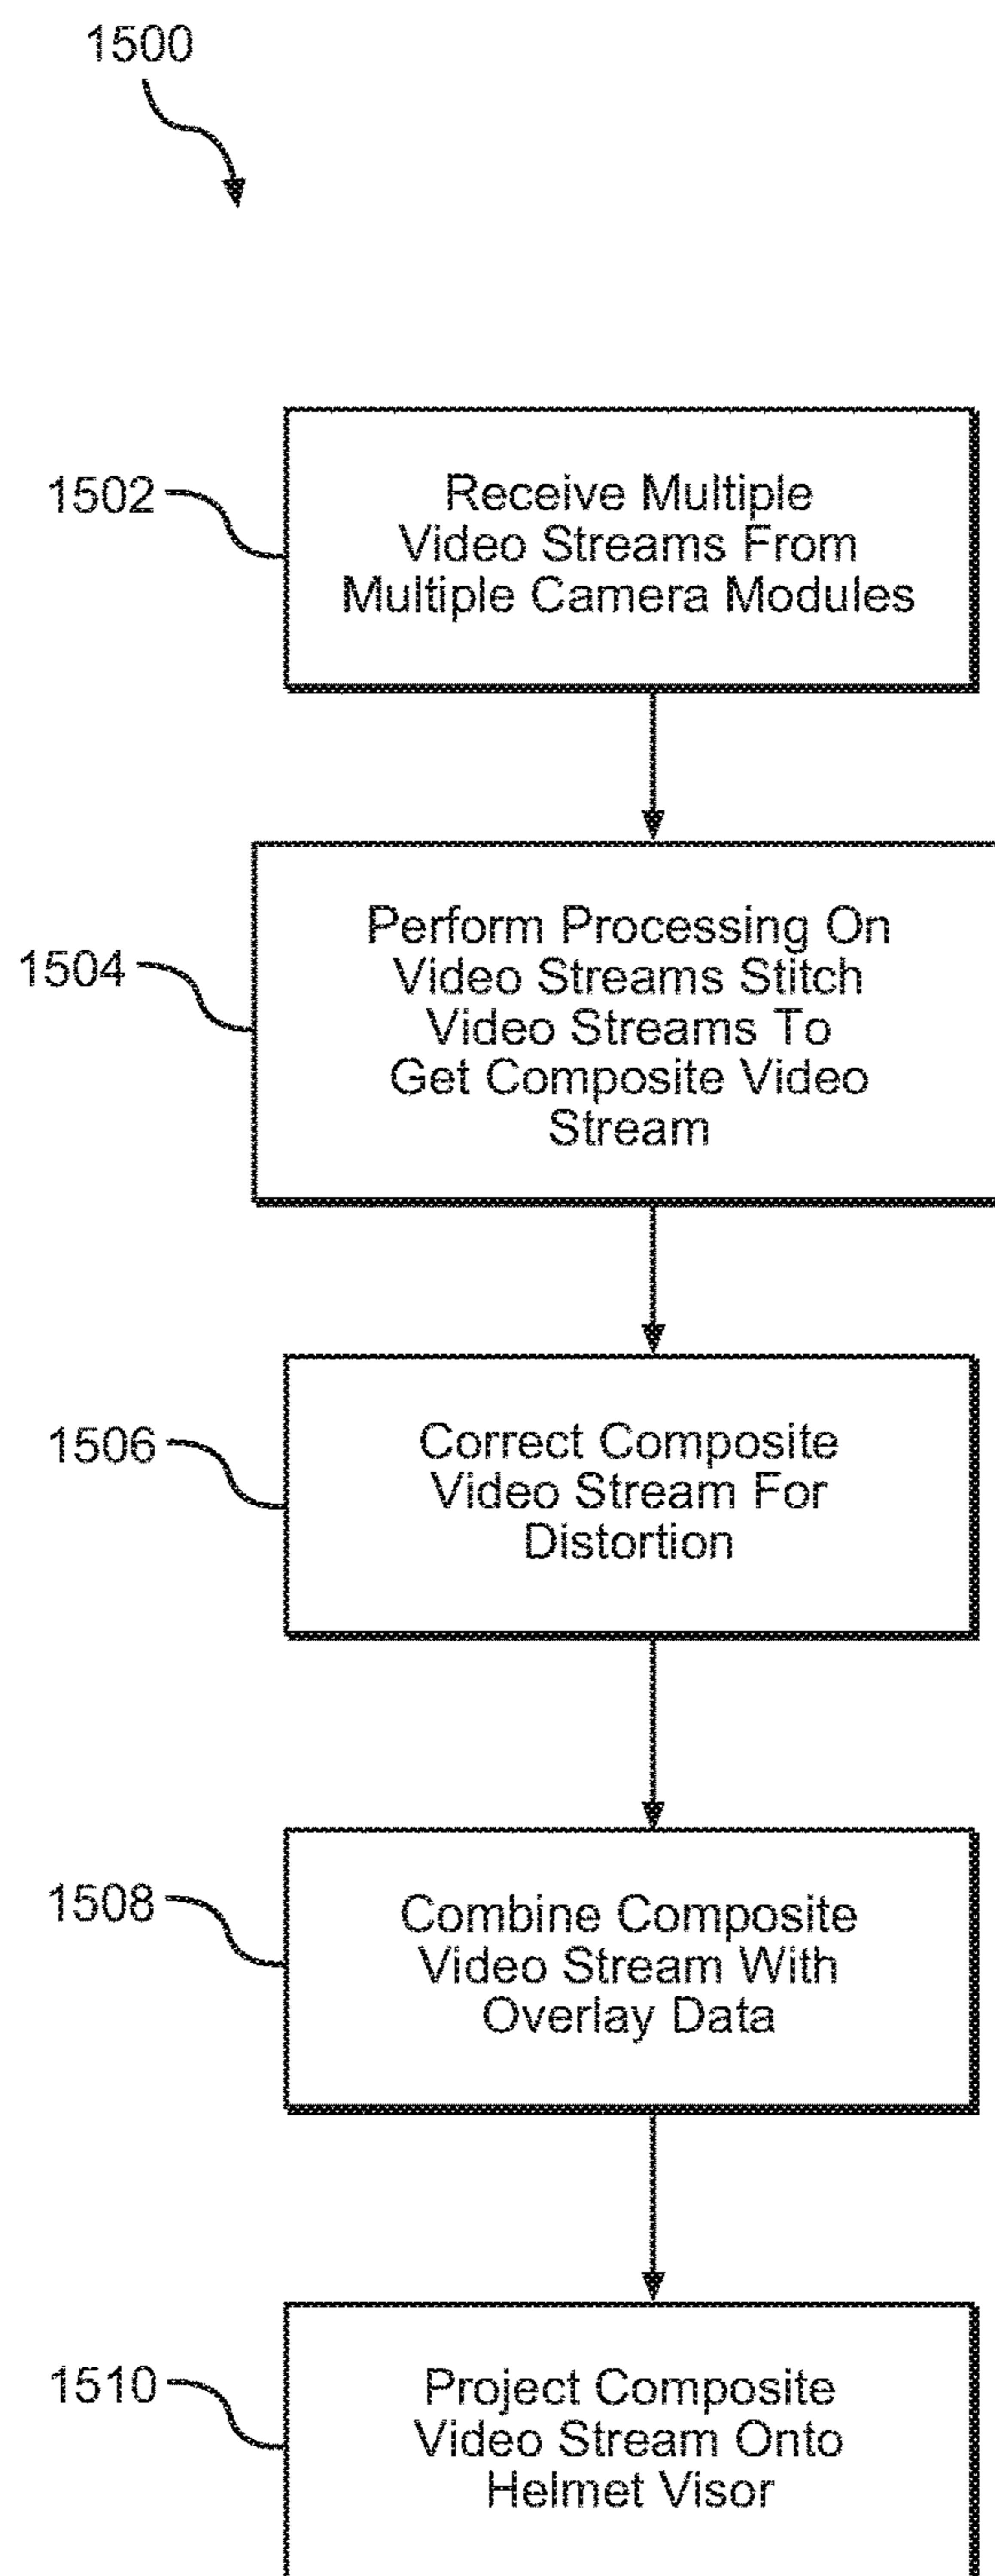 1500
1502
Receive Multiple
Video Streams From
Multiple Camera Modules
1504
Perform Processing On
Video Streams Stitch
Video Streams To
Get Composite Video
Stream
1506
Correct Composite
Video Stream For
Distortion
1508
Combine Composite
Video Stream With
Overlay Data
1510
Project Composite
Video Stream Onto
Helmet Visor